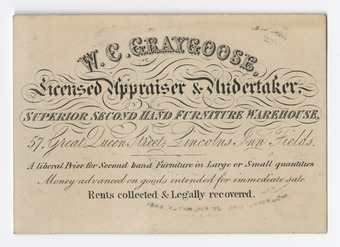 W. C. GRAYGOOSE,
Licensed Appraiser & Undertaker.
SUPERIOR SECOND HAND FURNITURE WAREHOUSE,
57, Great Queen Street, Lincolns Inn Fields.
A liberal Price for Second hand Furniture in Large or Small quantities
Money advanced on goods intended for immediate sale
Rents collected & Legally recovered.